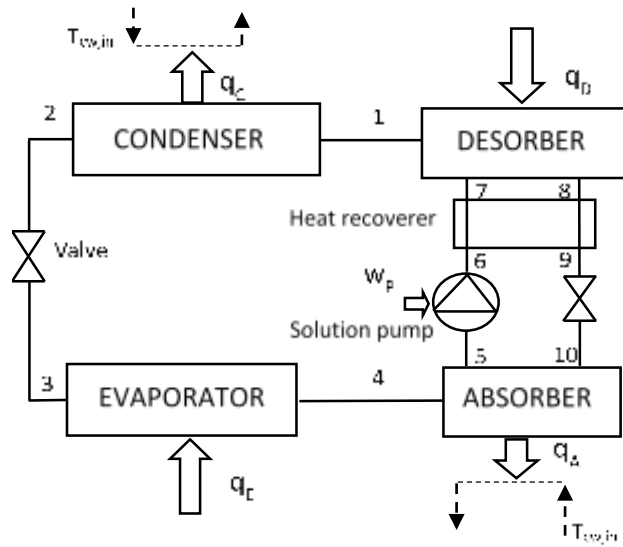 T_cw,in
q_C
q_D
2
1
CONDENSER
DESORBER
7
8
Heat recoverer
Valve
6
9
w_p
Solution pump
5
10
3
4
EVAPORATOR
ABSORBER
q_A
q_E
T_cw,in